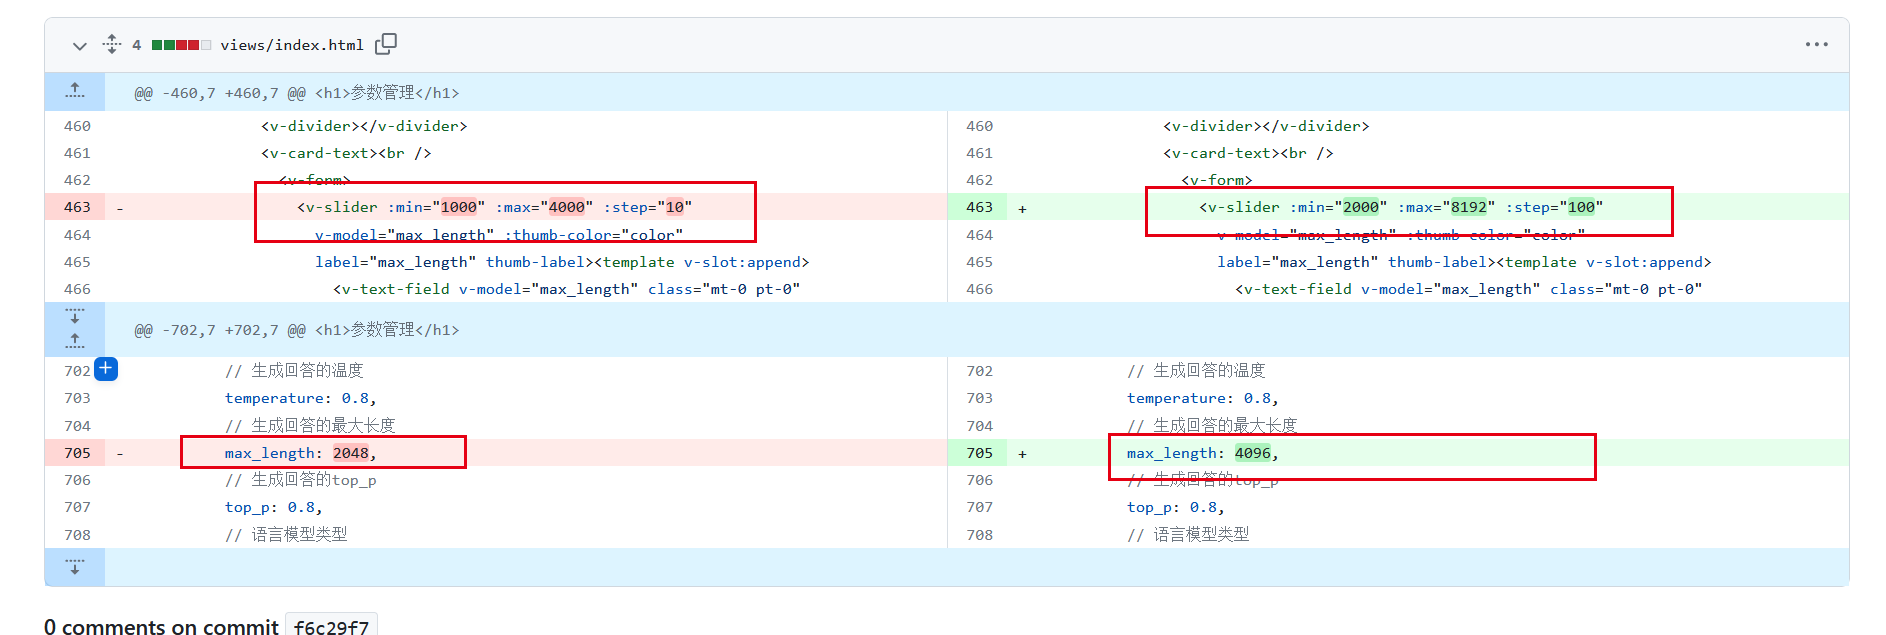 4 views/index.html
@@ -460,7 +460,7 @@ <h1>参数管理</h1>
460 <v-divider></v-divider>
461 <v-card-text><br />
462 <v-form>
463 - <v-slider :min="1000" :max="4000" :step="10"
464 v-model="max_length" :thumb-color="color"
465 label="max_length" thumb-label><template v-slot:append>
466 <v-text-field v-model="max_length" class="mt-0 pt-0"
460 <v-divider></v-divider>
461 <v-card-text><br />
462 <v-form>
463 + <v-slider :min="2000" :max="8192" :step="100"
464 v-model="max_length" :thumb-color="color"
465 label="max_length" thumb-label><template v-slot:append>
466 <v-text-field v-model="max_length" class="mt-0 pt-0"
@@ -702,7 +702,7 @@ <h1>参数管理</h1>
702 // 生成回答的温度
703 temperature: 0.8,
704 // 生成回答的最大长度
705 - max_length: 2048,
706 // 生成回答的top_p
707 top_p: 0.8,
708 // 语言模型类型
702 // 生成回答的温度
703 temperature: 0.8,
704 // 生成回答的最大长度
705 + max_length: 4096,
706 // 生成回答的top_p
707 top_p: 0.8,
708 // 语言模型类型
0 comments on commit f6c29f7